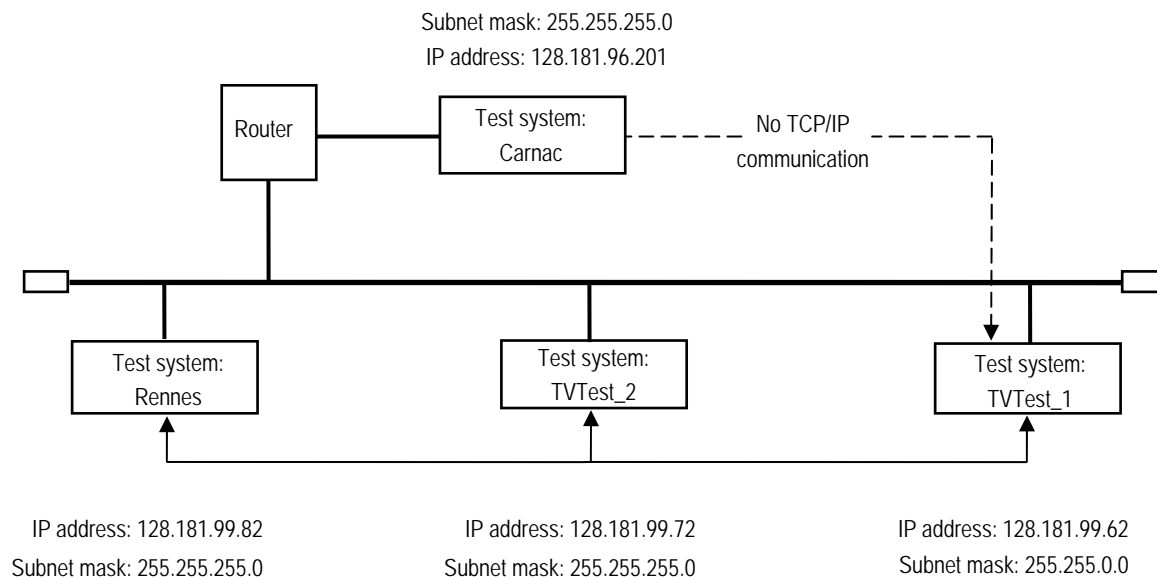 Subnet mask: 255.255.255.0
IP address: 128.181.96.201
Router
Test system:
Carnac
No TCP/IP
communication
Test system:
Rennes
Test system:
TVTest_2
Test system:
TVTest_1
IP address: 128.181.99.82
Subnet mask: 255.255.255.0
IP address: 128.181.99.72
Subnet mask: 255.255.255.0
IP address: 128.181.99.62
Subnet mask: 255.255.0.0